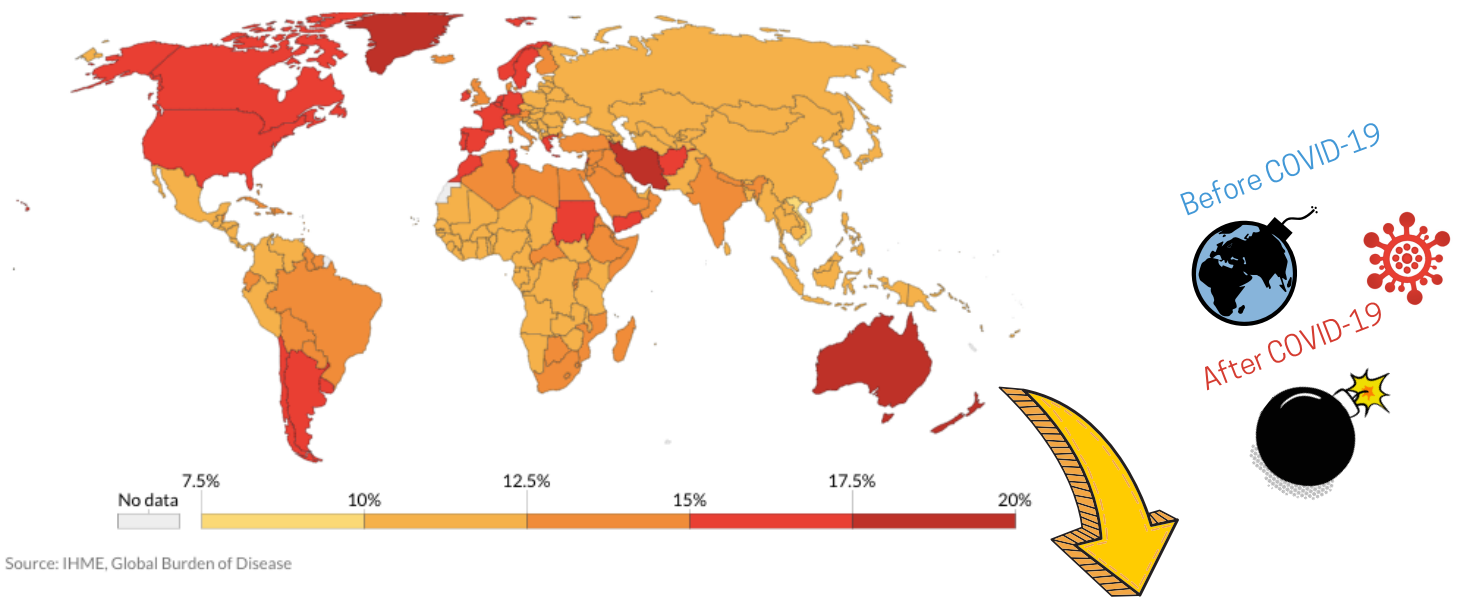 Before COVID-19
After COVID-19
7.5%
12.5%
17.5%
No data
10%
15%
20%
Source: IHME, Global Burden of Disease